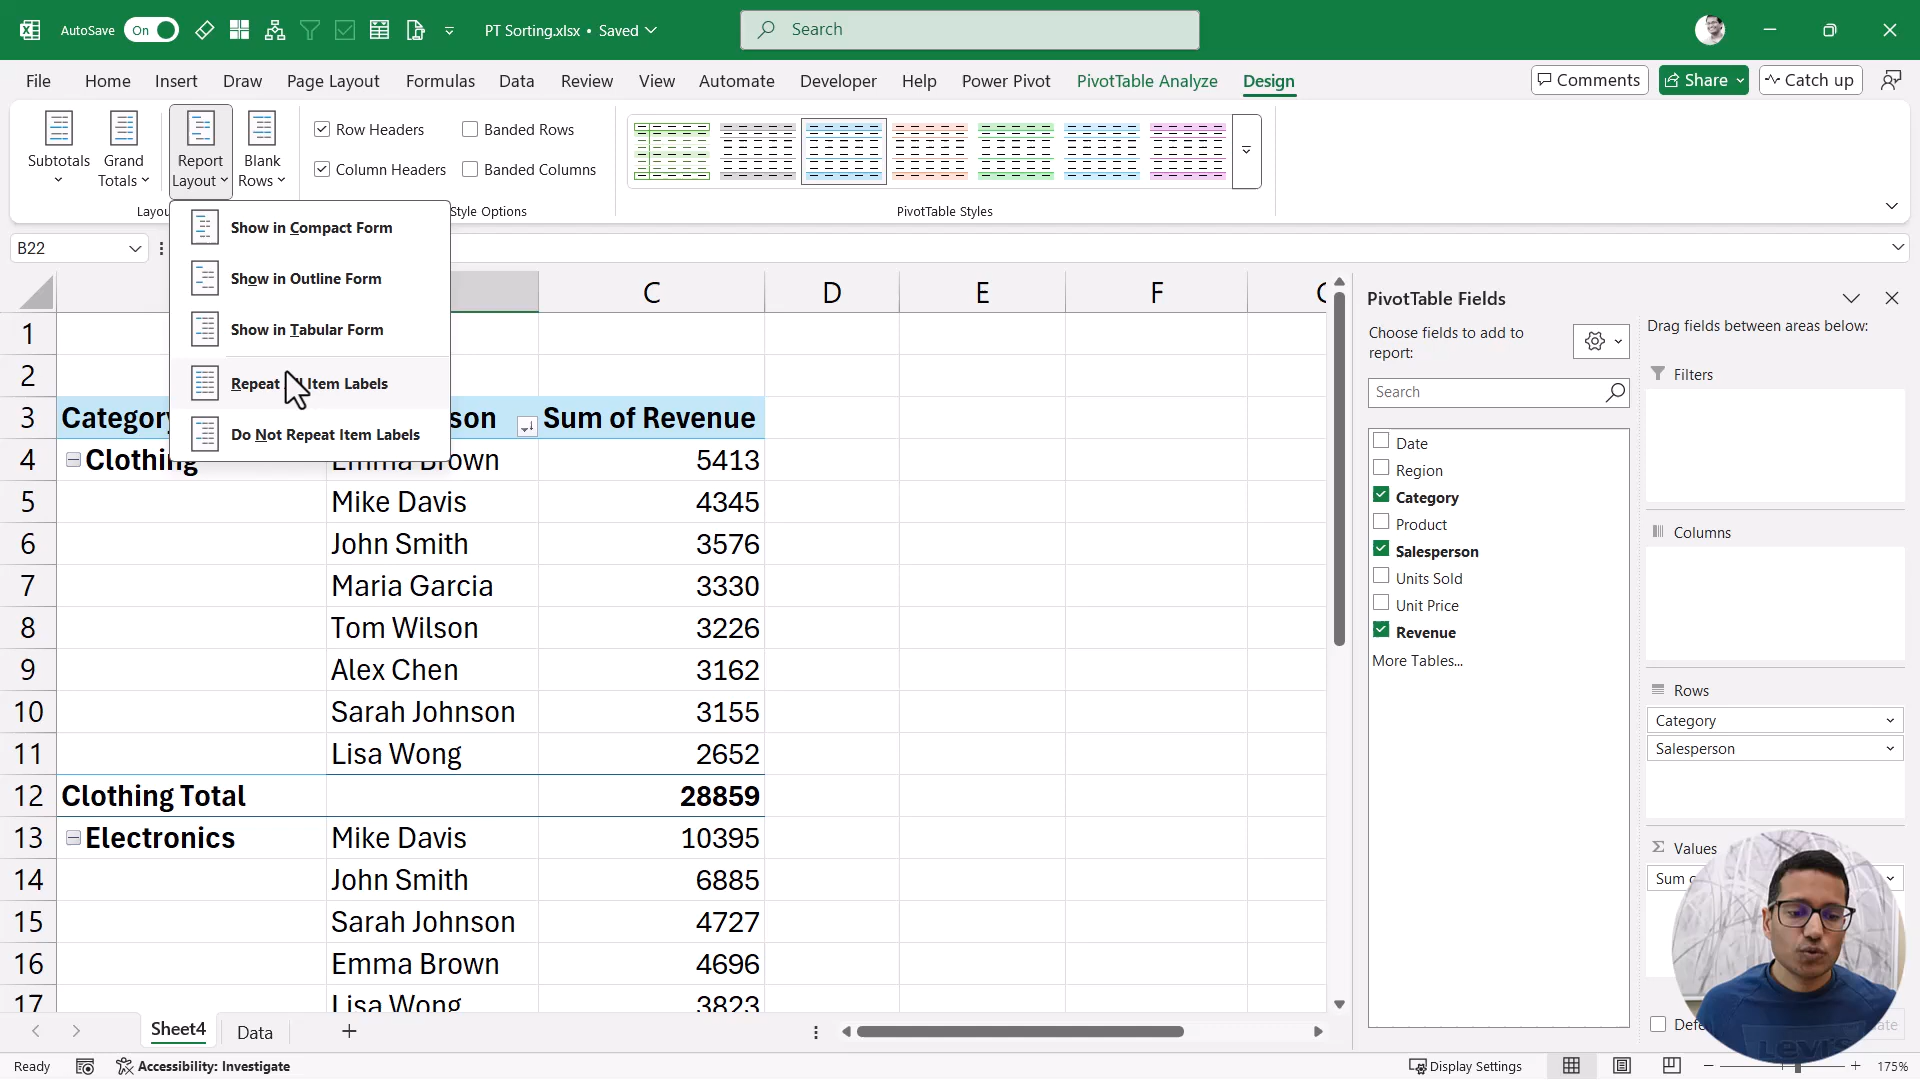 AutoSave On PT Sorting.xlsx • Saved Search
File Home Insert Draw Page Layout Formulas Data Review View Automate Developer Help Power Pivot PivotTable Analyze Design Comments Share Catch up
Subtotals
Grand
Totals
Report
Layout
Blank
Rows
Row Headers
Banded Rows
Column Headers
Banded Columns
Style Options
PivotTable Styles
B22
Show in Compact Form
Show in Outline Form
Show in Tabular Form
Repeat Item Labels
Do Not Repeat Item Labels
C D E F
1
2
3 Category Sum of Revenue
4 Clothing Emma Brown 5413
5 Mike Davis 4345
6 John Smith 3576
7 Maria Garcia 3330
8 Tom Wilson 3226
9 Alex Chen 3162
10 Sarah Johnson 3155
11 Lisa Wong 2652
12 Clothing Total 28859
13 Electronics Mike Davis 10395
14 John Smith 6885
15 Sarah Johnson 4727
16 Emma Brown 4696
17 Lisa Wong 3823
PivotTable Fields
Choose fields to add to
report:
Search
Date
Region
Category
Product
Salesperson
Units Sold
Unit Price
Revenue
More Tables...
Drag fields between areas below:
Filters
Columns
Rows
Category
Salesperson
Σ Values
Sum
Sheet4 Data
Ready Accessibility: Investigate Display Settings 175%